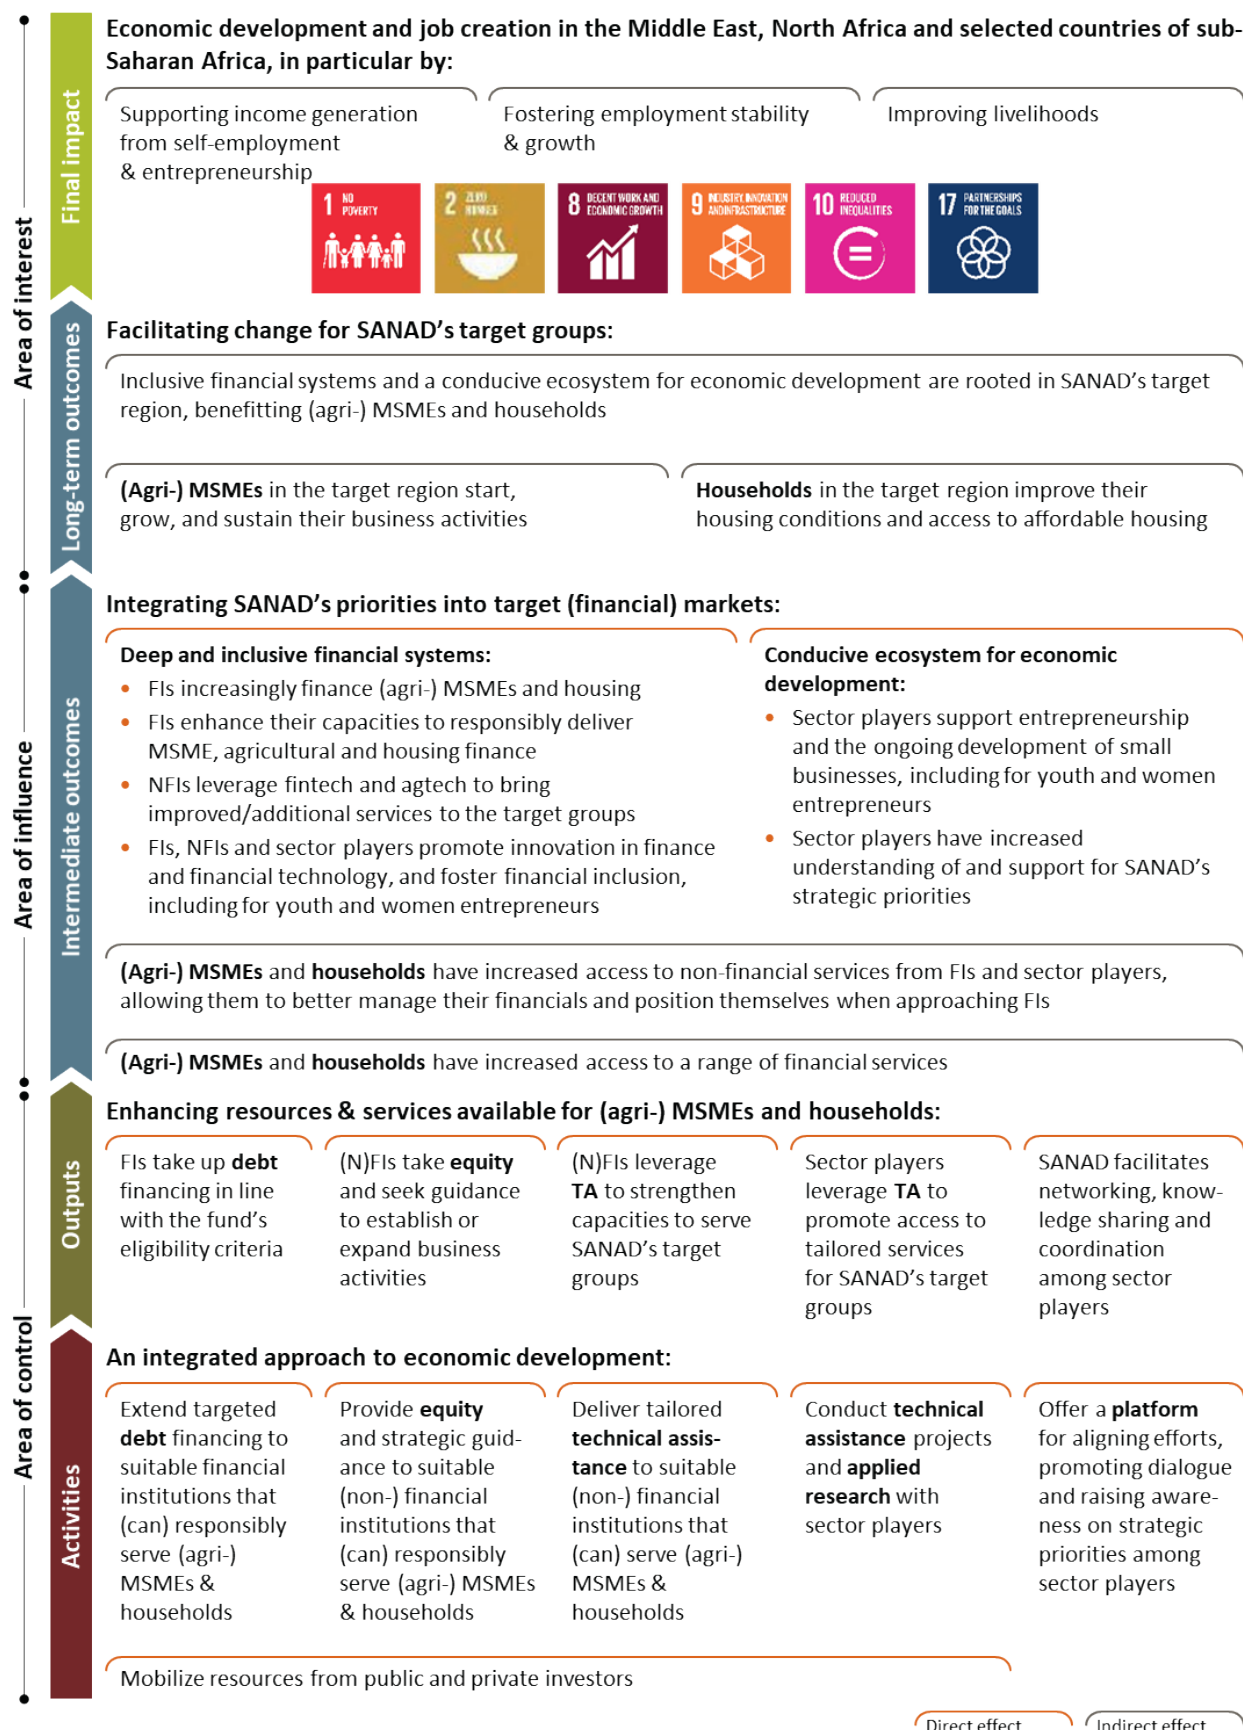 Economic development and job creation in the Middle East, North Africa and selected countries of sub-
Saharan Africa, in particular by:
Supporting income generation
from self-employment
& entrepreneurship
Fostering employment stability
& growth
Improving livelihoods
1 NO
POVERTY
2 ZERO
HUNGER
8 DECENT WORK AND
ECONOMIC GROWTH
9 INDUSTRY, INNOVATION
AND INFRASTRUCTURE
10 REDUCED
INEQUALITIES
17 PARTNERSHIPS
FOR THE GOALS
Final impact
Area of interest
Facilitating change for SANAD's target groups:
Inclusive financial systems and a conducive ecosystem for economic development are rooted in SANAD's target
region, benefitting (agri-) MSMEs and households
(Agri-) MSMEs in the target region start,
grow, and sustain their business activities
Households in the target region improve their
housing conditions and access to affordable housing
Long-term outcomes
Integrating SANAD's priorities into target (financial) markets:
Deep and inclusive financial systems:
• FIs increasingly finance (agri-) MSMEs and housing
• FIs enhance their capacities to responsibly deliver
MSME, agricultural and housing finance
• NFIs leverage fintech and agtech to bring
improved/additional services to the target groups
• FIs, NFIs and sector players promote innovation in finance
and financial technology, and foster financial inclusion,
including for youth and women entrepreneurs
Conducive ecosystem for economic
development:
• Sector players support entrepreneurship
and the ongoing development of small
businesses, including for youth and women
entrepreneurs
• Sector players have increased
understanding of and support for SANAD's
strategic priorities
(Agri-) MSMEs and households have increased access to non-financial services from FIs and sector players,
allowing them to better manage their financials and position themselves when approaching FIs
(Agri-) MSMEs and households have increased access to a range of financial services
Intermediate outcomes
Area of influence
Enhancing resources & services available for (agri-) MSMEs and households:
FIs take up debt
financing in line
with the fund's
eligibility criteria
(N)FIs take equity
and seek guidance
to establish or
expand business
activities
(N)FIs leverage
TA to strengthen
capacities to serve
SANAD's target
groups
Sector players
leverage TA to
promote access to
tailored services
for SANAD's target
groups
SANAD facilitates
networking, know-
ledge sharing and
coordination
among sector
players
Outputs
Area of control
An integrated approach to economic development:
Extend targeted
debt financing to
suitable financial
institutions that
(can) responsibly
serve (agri-)
MSMEs &
households
Provide equity
and strategic guid-
ance to suitable
(non-) financial
institutions that
(can) responsibly
serve (agri-) MSMEs
& households
Deliver tailored
technical assis-
tance to suitable
(non-) financial
institutions that
(can) serve (agri-)
MSMEs &
households
Conduct technical
assistance projects
and applied
research with
sector players
Offer a platform
for aligning efforts,
promoting dialogue
and raising aware-
ness on strategic
priorities among
sector players
Activities
Mobilize resources from public and private investors
Direct effect
Indirect effect